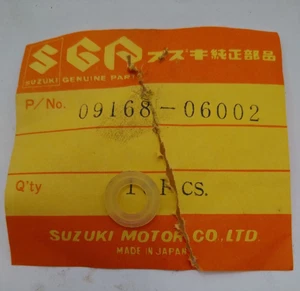 SGP スズキ純正部品
SUZUKI GENUINE PARTS
P/No. 09168-06002
Q'ty 1 PCS.
SUZUKI MOTOR CO., LTD.
MADE IN JAPAN